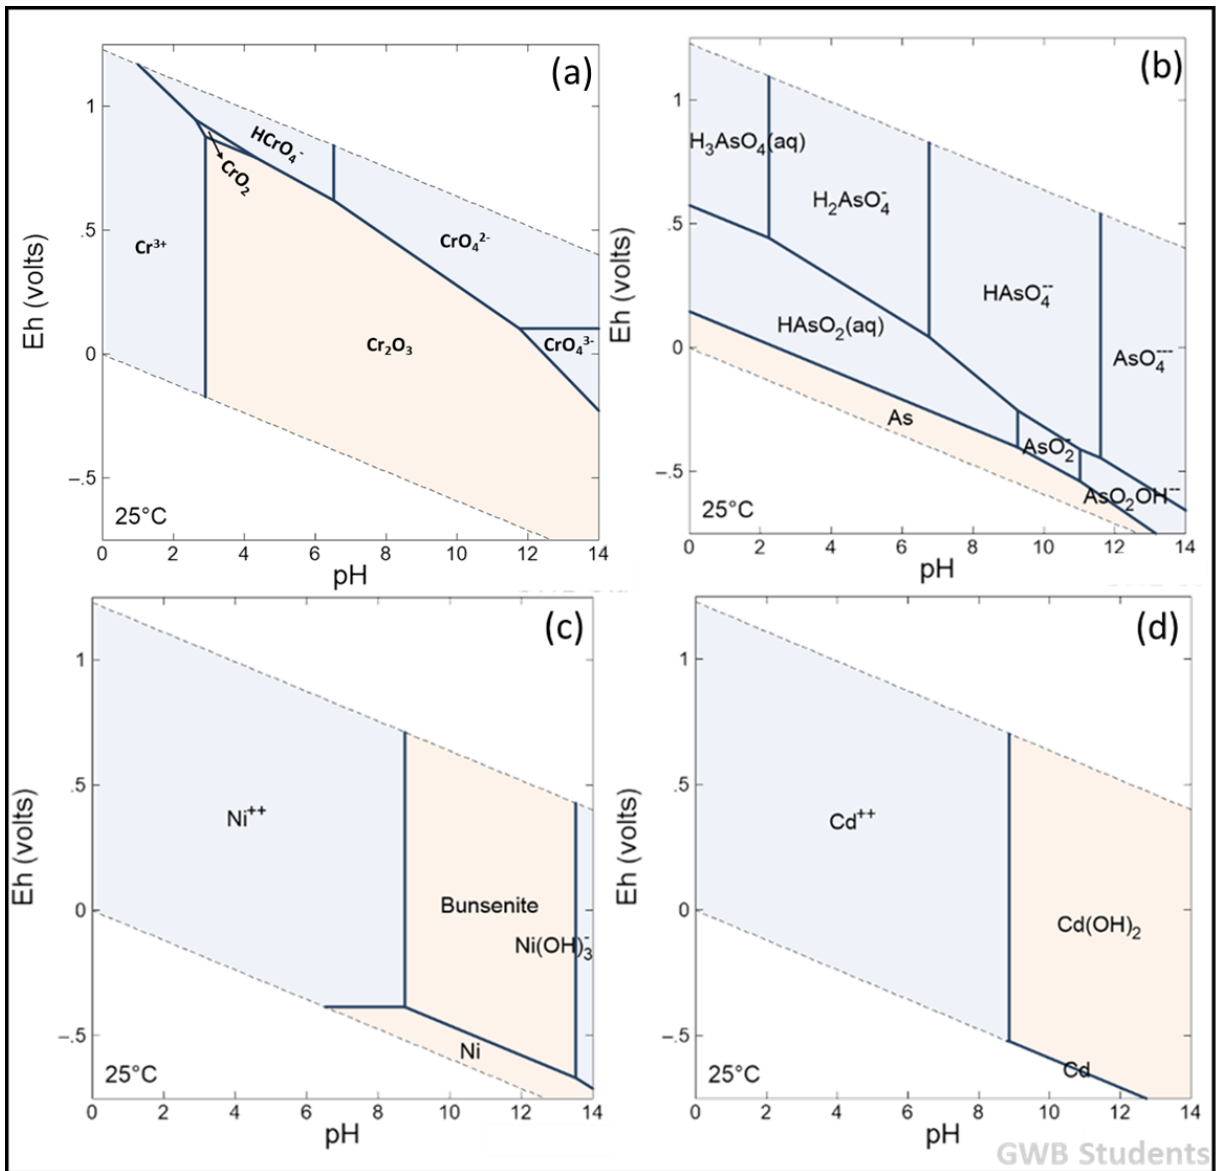 (a)
1
.5
0
–.5
Eh (volts)
HCrO4-
CrO2
Cr3+
CrO42-
Cr2O3
CrO43-
25°C
0 2 4 6 8 10 12 14
pH
(b)
1
.5
0
–.5
Eh (volts)
H3AsO4(aq)
H2AsO4-
HAsO4--
HAsO2(aq)
AsO4---
As
AsO2-
AsO2OH--
25°C
0 2 4 6 8 10 12 14
pH
(c)
1
.5
0
–.5
Eh (volts)
Ni++
Bunsenite
Ni(OH)3-
Ni
25°C
0 2 4 6 8 10 12 14
pH
(d)
1
.5
0
–.5
Eh (volts)
Cd++
Cd(OH)2
Cd
25°C
0 2 4 6 8 10 12 14
pH
GWB Students